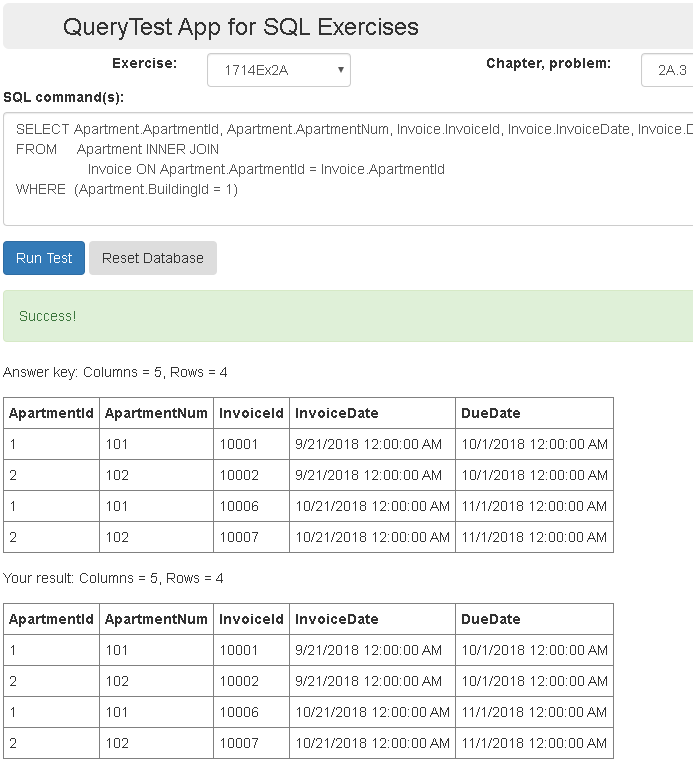 QueryTest App for SQL Exercises
Exercise: 1714Ex2A Chapter, problem: 2A.3
SQL command(s):
SELECT Apartment.ApartmentId, Apartment.ApartmentNum, Invoice.InvoiceId, Invoice.InvoiceDate, Invoice.D
FROM Apartment INNER JOIN
Invoice ON Apartment.ApartmentId = Invoice.ApartmentId
WHERE (Apartment.BuildingId = 1)
Run Test Reset Database
Success!
Answer key: Columns = 5, Rows = 4
ApartmentId ApartmentNum InvoiceId InvoiceDate DueDate
1 101 10001 9/21/2018 12:00:00 AM 10/1/2018 12:00:00 AM
2 102 10002 9/21/2018 12:00:00 AM 10/1/2018 12:00:00 AM
1 101 10006 10/21/2018 12:00:00 AM 11/1/2018 12:00:00 AM
2 102 10007 10/21/2018 12:00:00 AM 11/1/2018 12:00:00 AM
Your result: Columns = 5, Rows = 4
ApartmentId ApartmentNum InvoiceId InvoiceDate DueDate
1 101 10001 9/21/2018 12:00:00 AM 10/1/2018 12:00:00 AM
2 102 10002 9/21/2018 12:00:00 AM 10/1/2018 12:00:00 AM
1 101 10006 10/21/2018 12:00:00 AM 11/1/2018 12:00:00 AM
2 102 10007 10/21/2018 12:00:00 AM 11/1/2018 12:00:00 AM